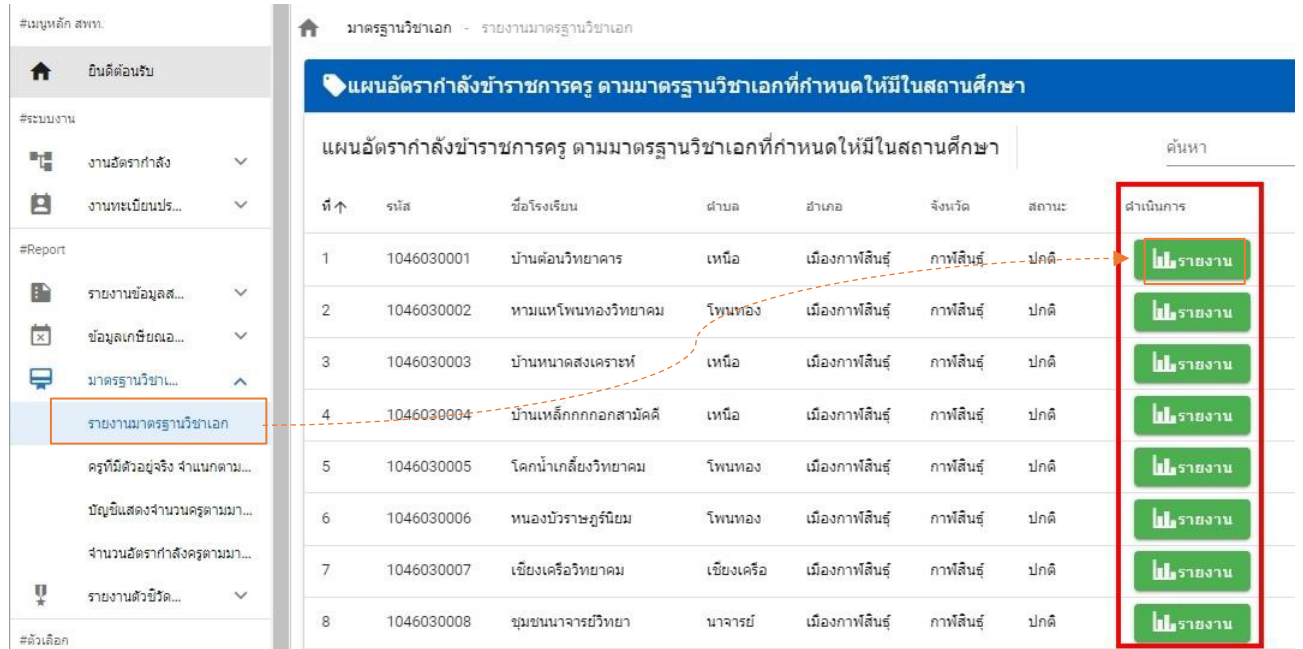 #เมนูหลัก สพท.
ยินดีต้อนรับ
#ระบบงาน
งานอัตรากำลัง
งานทะเบียนประ...
#Report
รายงานข้อมูลส...
ข้อมูลเกษียณอ...
มาตรฐานวิชาเ...
รายงานมาตรฐานวิชาเอก
ครูที่มีตัวอยู่จริง จำแนกตาม...
บัญชีแสดงจำนวนครูตามมา...
จำนวนอัตรากำลังครูตามมา...
รายงานตัวชี้วัด...
#ตัวเลือก
มาตรฐานวิชาเอก - รายงานมาตรฐานวิชาเอก
แผนอัตรากำลังข้าราชการครู ตามมาตรฐานวิชาเอกที่กำหนดให้มีในสถานศึกษา
แผนอัตรากำลังข้าราชการครู ตามมาตรฐานวิชาเอกที่กำหนดให้มีในสถานศึกษา ค้นหา
ที่ รหัส ชื่อโรงเรียน ตำบล อำเภอ จังหวัด สถานะ ดำเนินการ
1 1046030001 บ้านต้อนวิทยาคาร เหนือ เมืองกาฬสินธุ์ กาฬสินธุ์ ปกติ รายงาน
2 1046030002 หามแหโพนทองวิทยาคม โพนทอง เมืองกาฬสินธุ์ กาฬสินธุ์ ปกติ รายงาน
3 1046030003 บ้านหนาดสงเคราะห์ เหนือ เมืองกาฬสินธุ์ กาฬสินธุ์ ปกติ รายงาน
4 1046030004 บ้านเหล็กกกกอกสามัคคี เหนือ เมืองกาฬสินธุ์ กาฬสินธุ์ ปกติ รายงาน
5 1046030005 โคกน้ำเกลี้ยงวิทยาคม โพนทอง เมืองกาฬสินธุ์ กาฬสินธุ์ ปกติ รายงาน
6 1046030006 หนองบัวราษฎร์นิยม โพนทอง เมืองกาฬสินธุ์ กาฬสินธุ์ ปกติ รายงาน
7 1046030007 เชียงเครือวิทยาคม เชียงเครือ เมืองกาฬสินธุ์ กาฬสินธุ์ ปกติ รายงาน
8 1046030008 ชุมชนนาจารย์วิทยา นาจารย์ เมืองกาฬสินธุ์ กาฬสินธุ์ ปกติ รายงาน